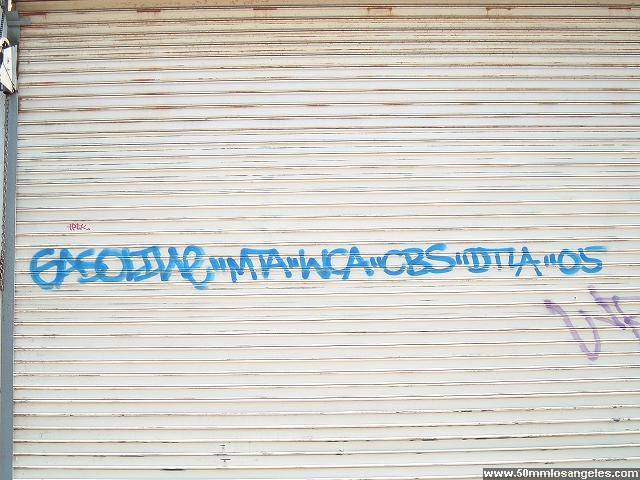 GASOLINE"MTA"WCA"CBS"DTLA"05
www.50mmlosangeles.com